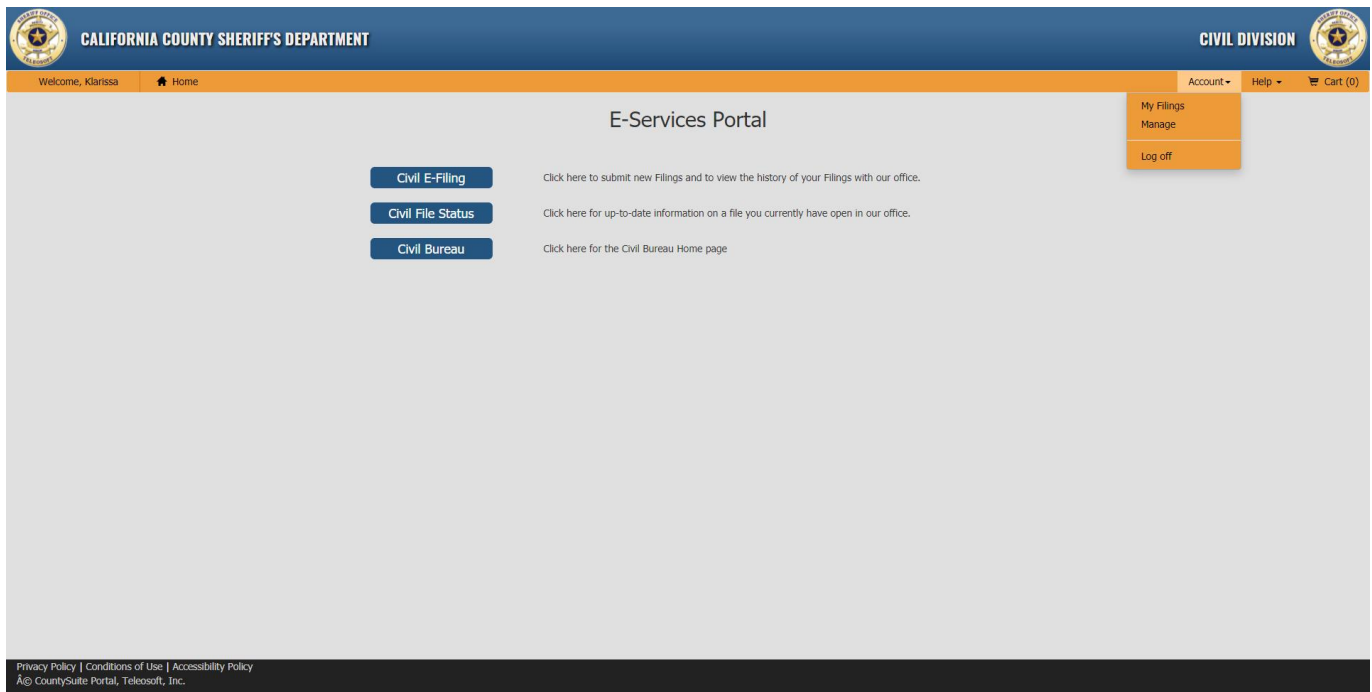 CALIFORNIA COUNTY SHERIFF'S DEPARTMENT
CIVIL DIVISION
Welcome, Klarissa
Home
Account
Help
Cart (0)
My Filings
Manage
Log off
E-Services Portal
Civil E-Filing
Click here to submit new Filings and to view the history of your Filings with our office.
Civil File Status
Click here for up-to-date information on a file you currently have open in our office.
Civil Bureau
Click here for the Civil Bureau Home page
Privacy Policy | Conditions of Use | Accessibility Policy
Â© CountySuite Portal, Teleosoft, Inc.